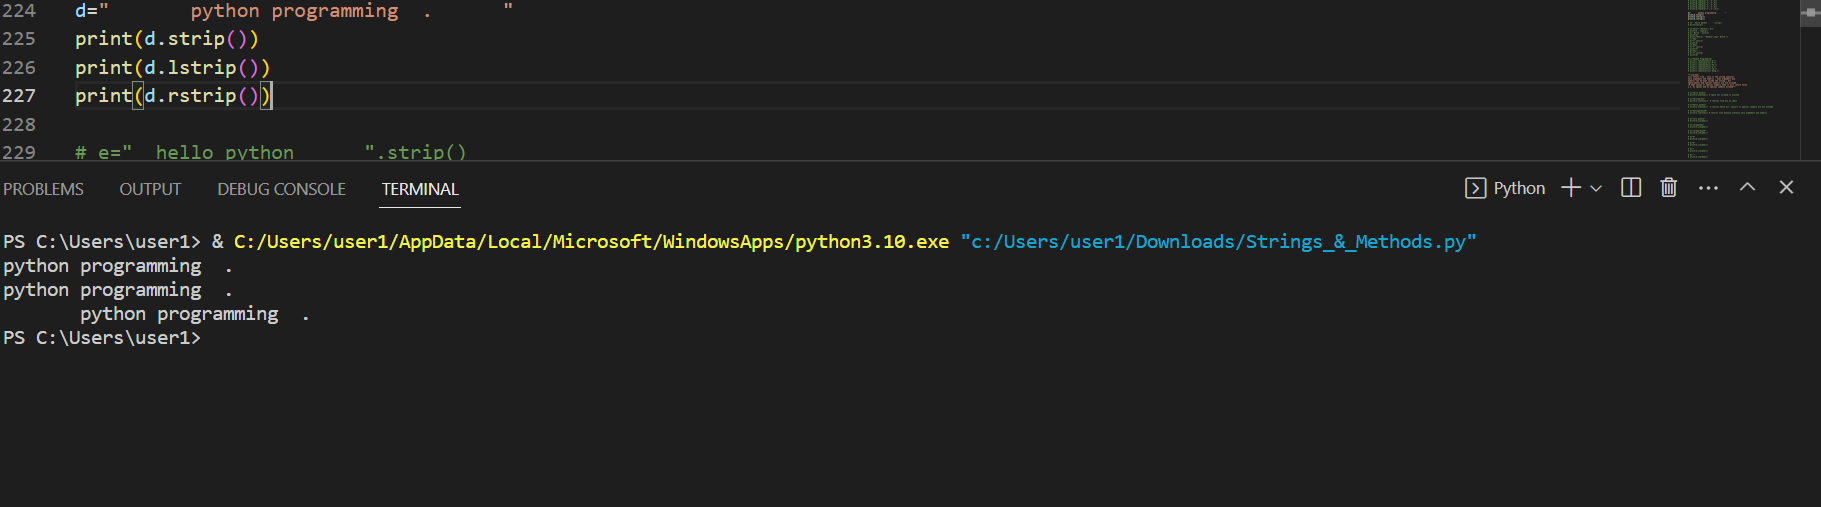 224 d="       python programming  .      "
225 print(d.strip())
226 print(d.lstrip())
227 print(d.rstrip())
228
229 # e="  hello python      ".strip()
PROBLEMS OUTPUT DEBUG CONSOLE TERMINAL Python
PS C:\Users\user1> & C:/Users/user1/AppData/Local/Microsoft/WindowsApps/python3.10.exe "c:/Users/user1/Downloads/Strings_&_Methods.py"
python programming  .
python programming  .
       python programming  .
PS C:\Users\user1>